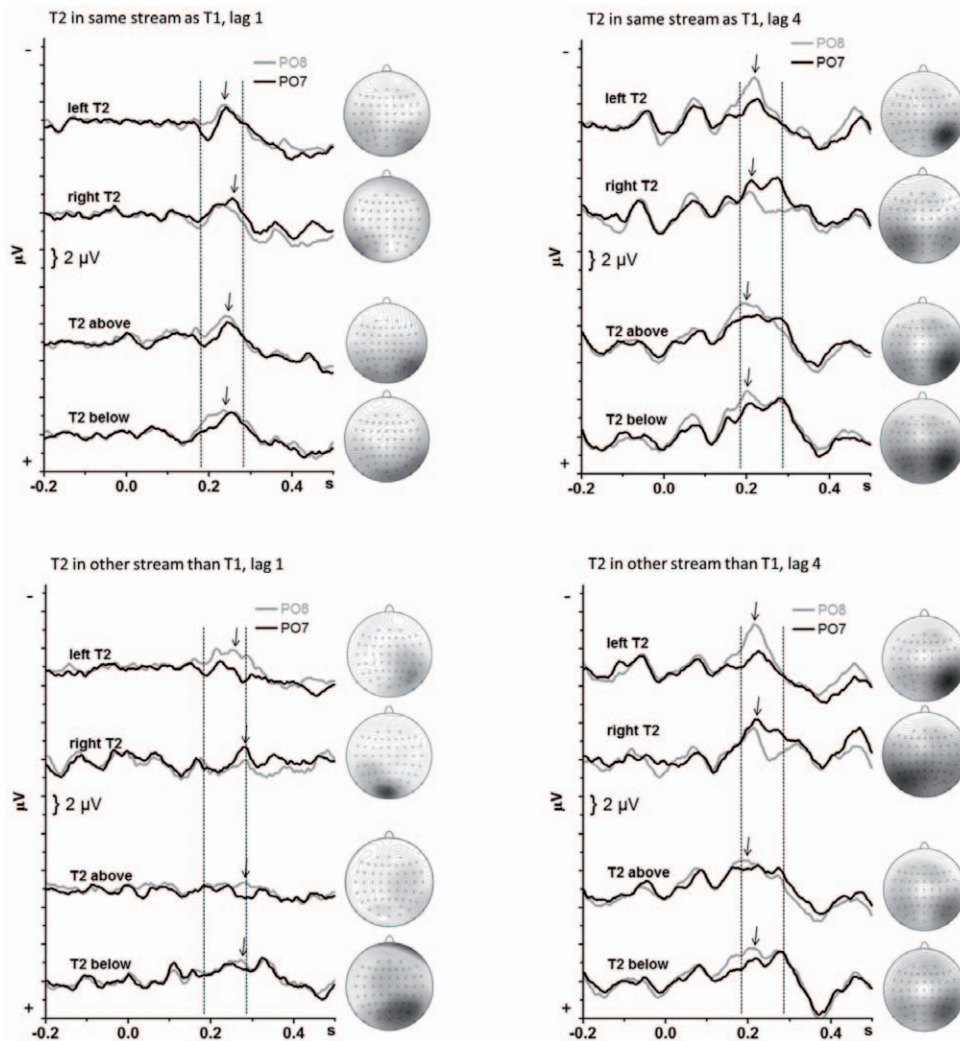 T2 in same stream as T1, lag 1
-
PO8
PO7
left T2
right T2
µV
} 2 µV
T2 above
T2 below
+
-0.2 0.0 0.2 0.4 s
T2 in same stream as T1, lag 4
-
PO8
PO7
left T2
right T2
µV
} 2 µV
T2 above
T2 below
+
-0.2 0.0 0.2 0.4 s
T2 in other stream than T1, lag 1
-
PO8
PO7
left T2
right T2
µV
} 2 µV
T2 above
T2 below
+
-0.2 0.0 0.2 0.4 s
T2 in other stream than T1, lag 4
-
PO8
PO7
left T2
right T2
µV
} 2 µV
T2 above
T2 below
+
-0.2 0.0 0.2 0.4 s